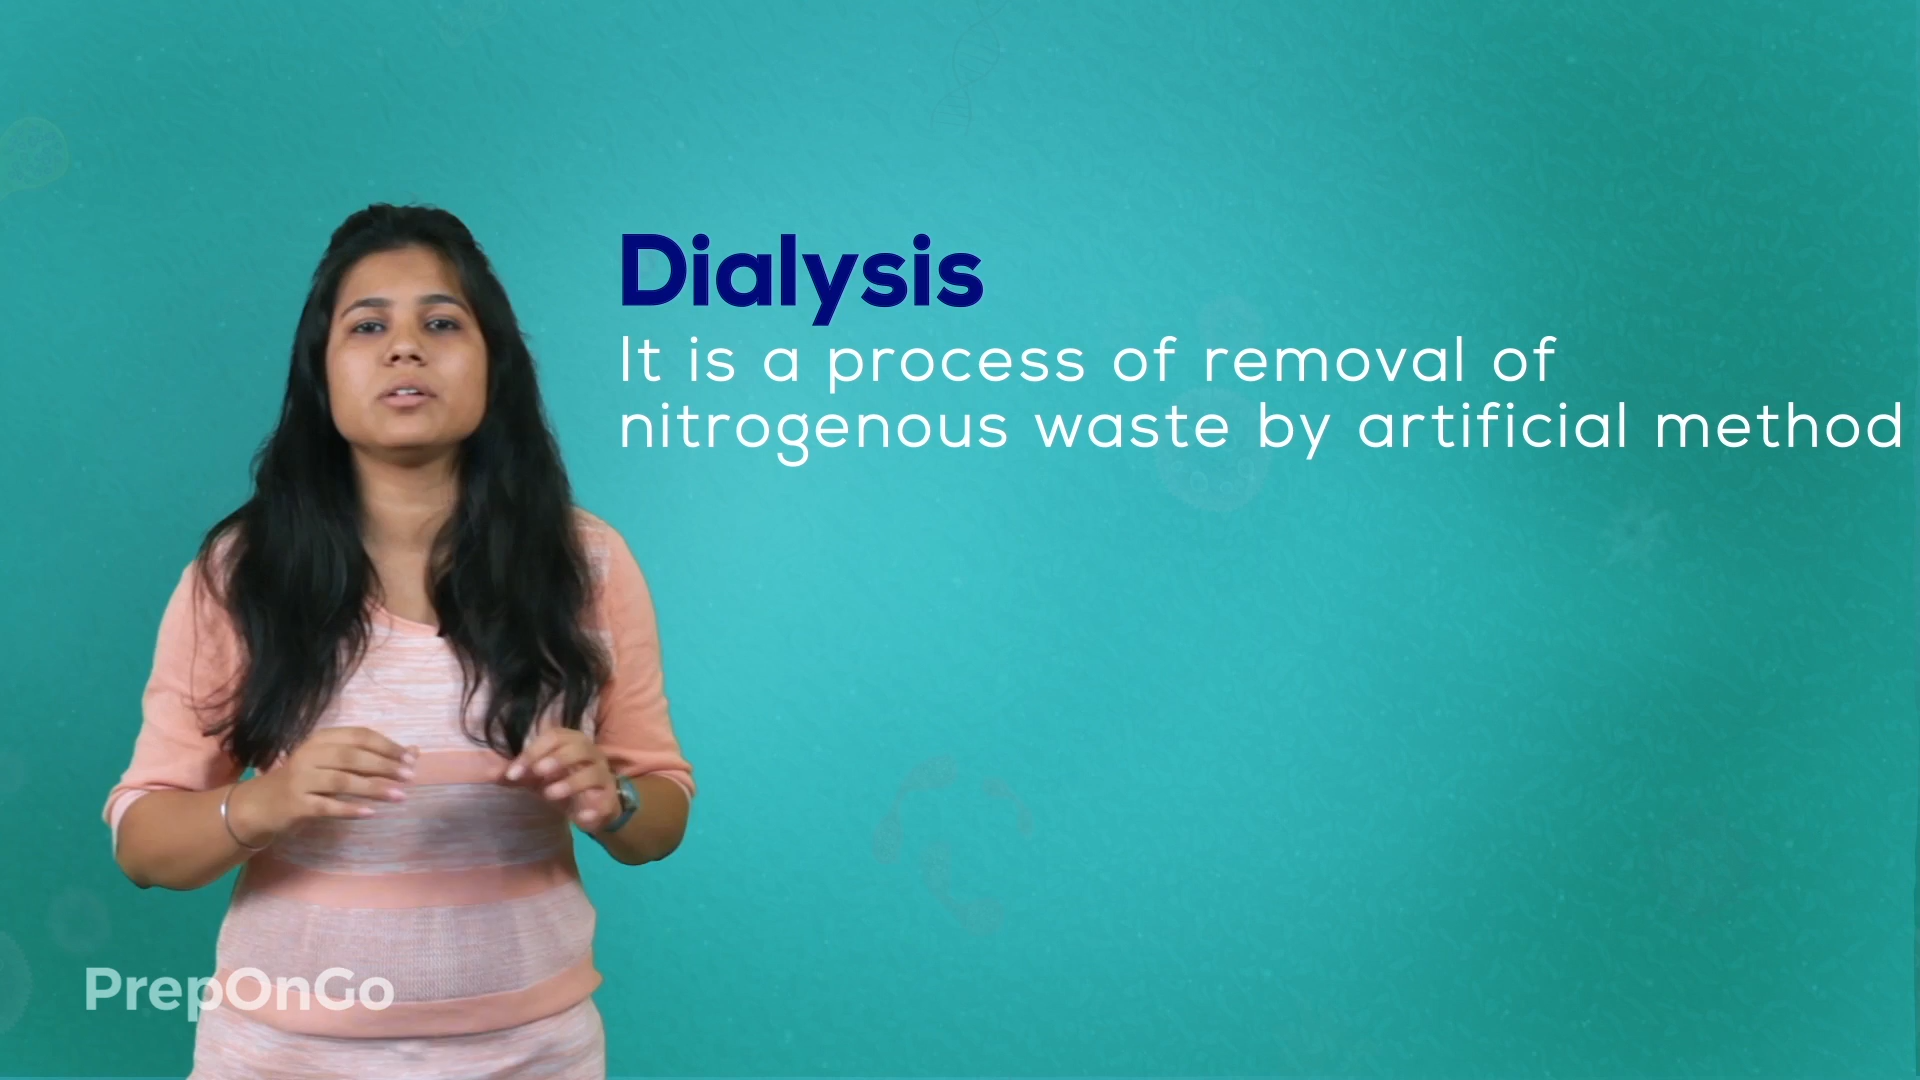 Dialysis
It is a process of removal of
nitrogenous waste by artificial method
PrepOnGo